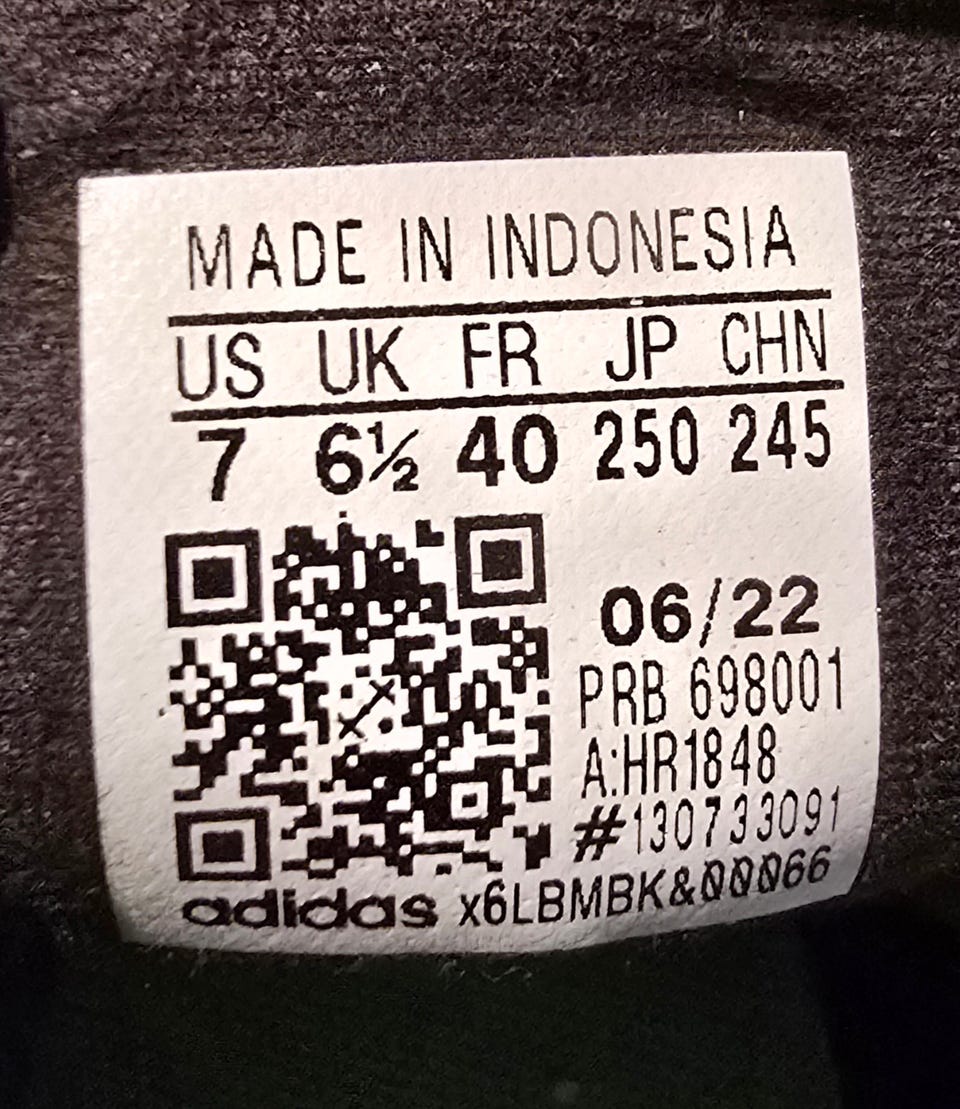 MADE IN INDONESIA
US UK FR JP CHN
7 6½ 40 250 245
06/22
PRB 698001
A:HR1848
#130733091
adidas x6LBMBK&00066